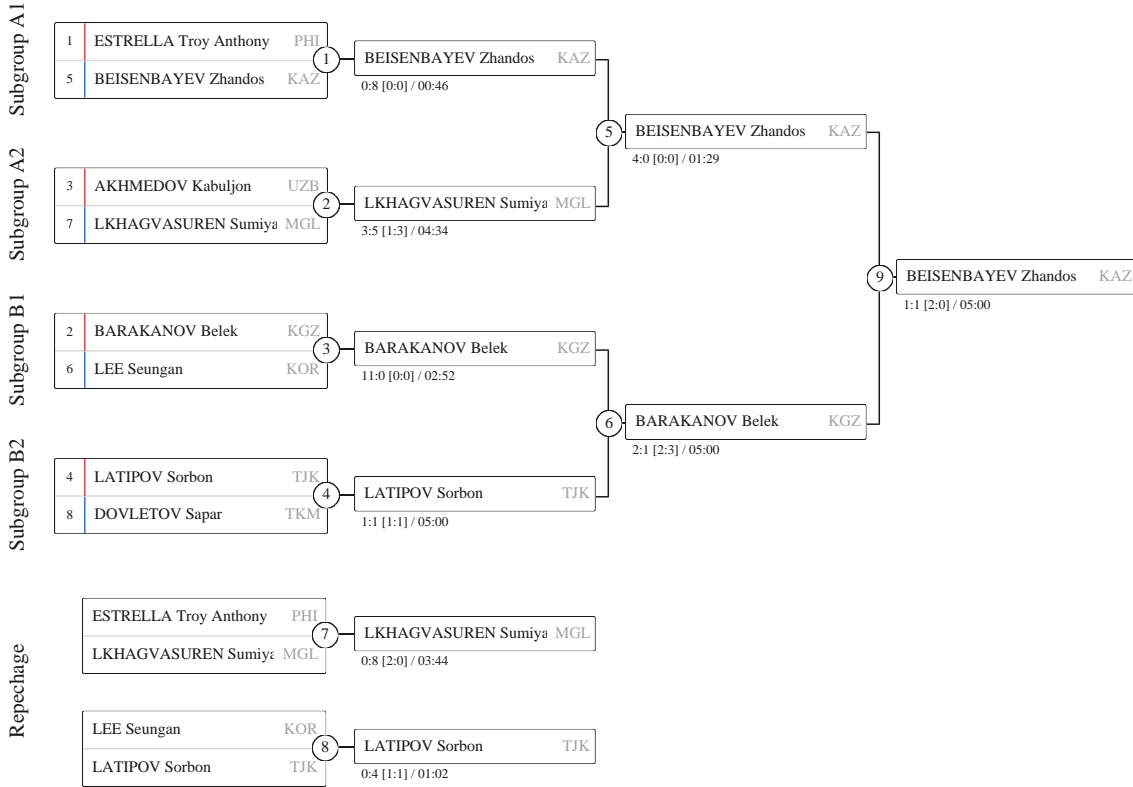 Subgroup A1
1 ESTRELLA Troy Anthony PHI
5 BEISENBAYEV Zhandos KAZ
1
BEISENBAYEV Zhandos KAZ
0:8 [0:0] / 00:46
Subgroup A2
3 AKHMEDOV Kabuljon UZB
7 LKHAGVASUREN Sumiya MGL
2
LKHAGVASUREN Sumiya MGL
3:5 [1:3] / 04:34
5
BEISENBAYEV Zhandos KAZ
4:0 [0:0] / 01:29
Subgroup B1
2 BARAKANOV Belek KGZ
6 LEE Seungan KOR
3
BARAKANOV Belek KGZ
11:0 [0:0] / 02:52
Subgroup B2
4 LATIPOV Sorbon TJK
8 DOVLETOV Sapar TKM
4
LATIPOV Sorbon TJK
1:1 [1:1] / 05:00
6
BARAKANOV Belek KGZ
2:1 [2:3] / 05:00
9
BEISENBAYEV Zhandos KAZ
1:1 [2:0] / 05:00
Repechage
ESTRELLA Troy Anthony PHI
LKHAGVASUREN Sumiya MGL
7
LKHAGVASUREN Sumiya MGL
0:8 [2:0] / 03:44
LEE Seungan KOR
LATIPOV Sorbon TJK
8
LATIPOV Sorbon TJK
0:4 [1:1] / 01:02